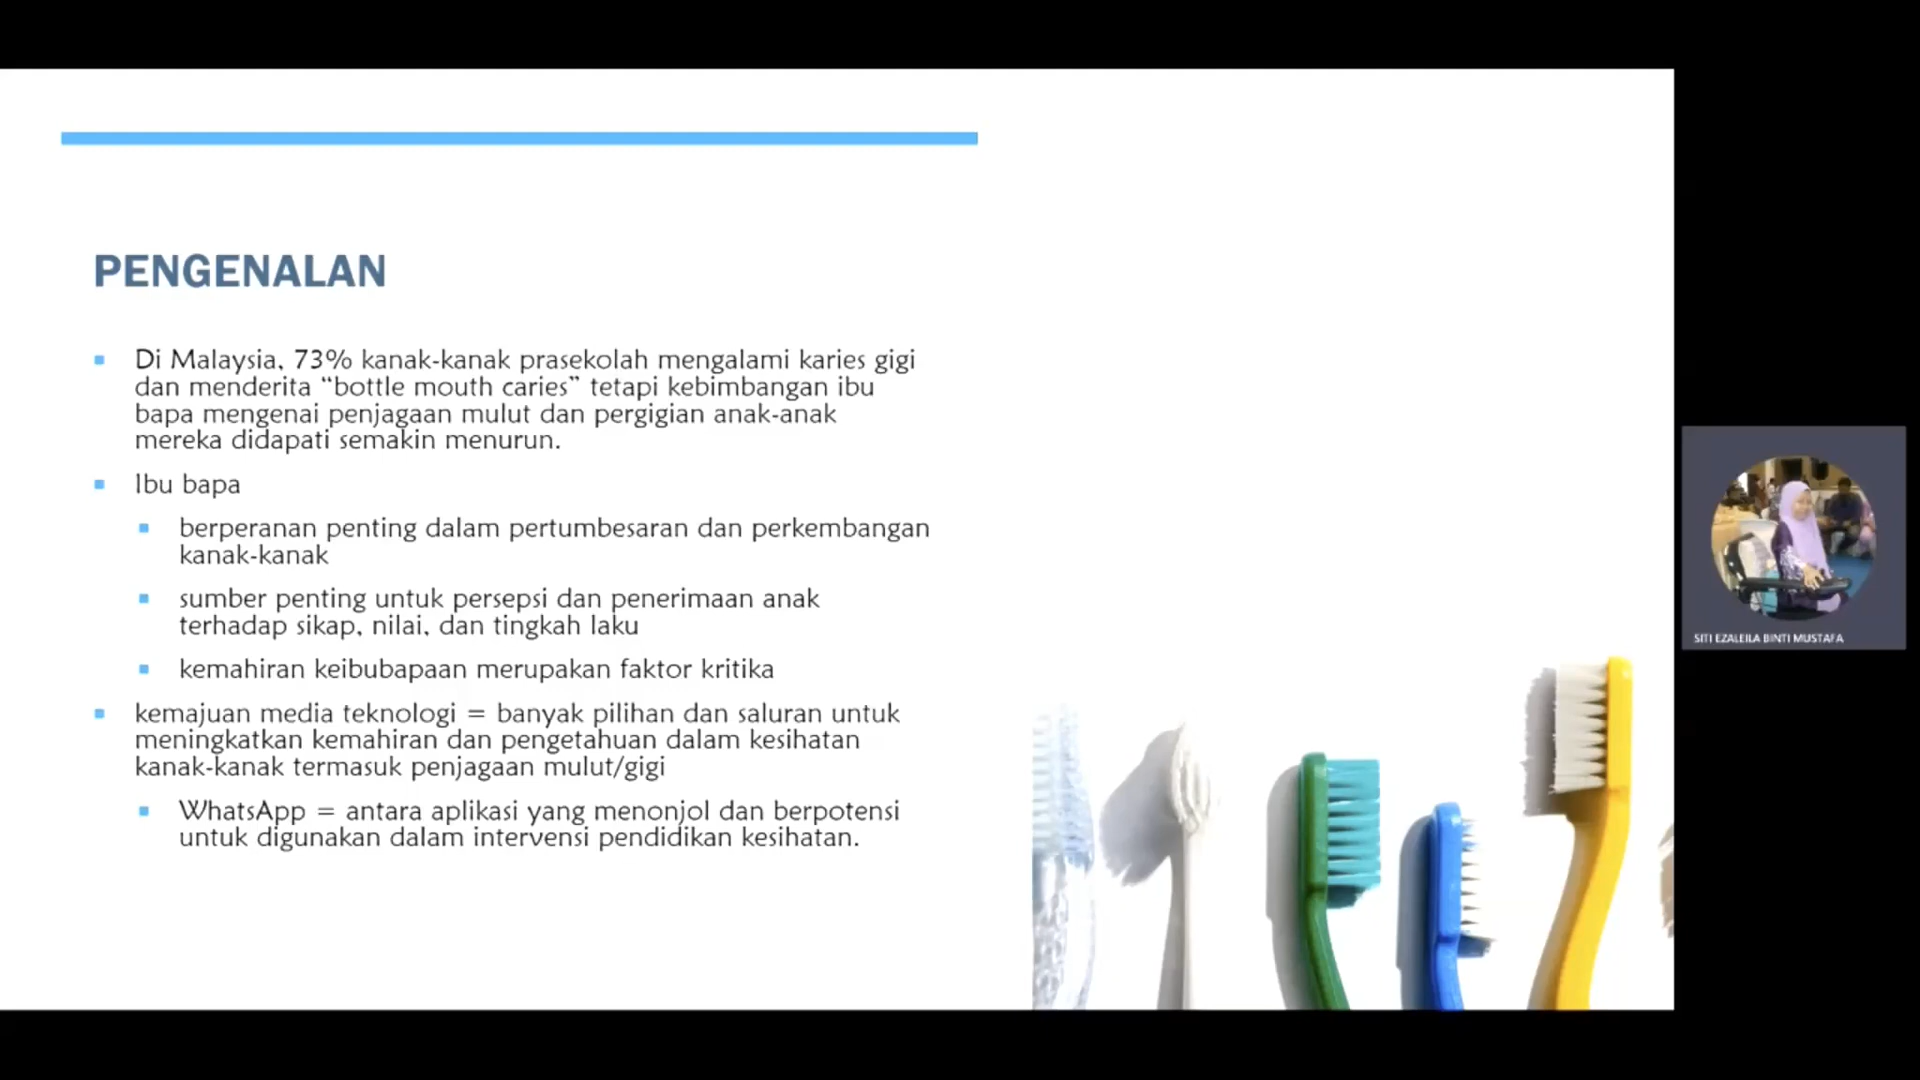 PENGENALAN
Di Malaysia, 73% kanak-kanak prasekolah mengalami karies gigi
dan menderita “bottle mouth caries” tetapi kebimbangan ibu
bapa mengenai penjagaan mulut dan pergigian anak-anak
mereka didapati semakin menurun.
Ibu bapa
berperanan penting dalam pertumbesaran dan perkembangan
kanak-kanak
sumber penting untuk persepsi dan penerimaan anak
terhadap sikap, nilai, dan tingkah laku
kemahiran keibubapaan merupakan faktor kritika
kemajuan media teknologi = banyak pilihan dan saluran untuk
meningkatkan kemahiran dan pengetahuan dalam kesihatan
kanak-kanak termasuk penjagaan mulut/gigi
WhatsApp = antara aplikasi yang menonjol dan berpotensi
untuk digunakan dalam intervensi pendidikan kesihatan.
SITI EZALEILA BINTI MUSTAFA